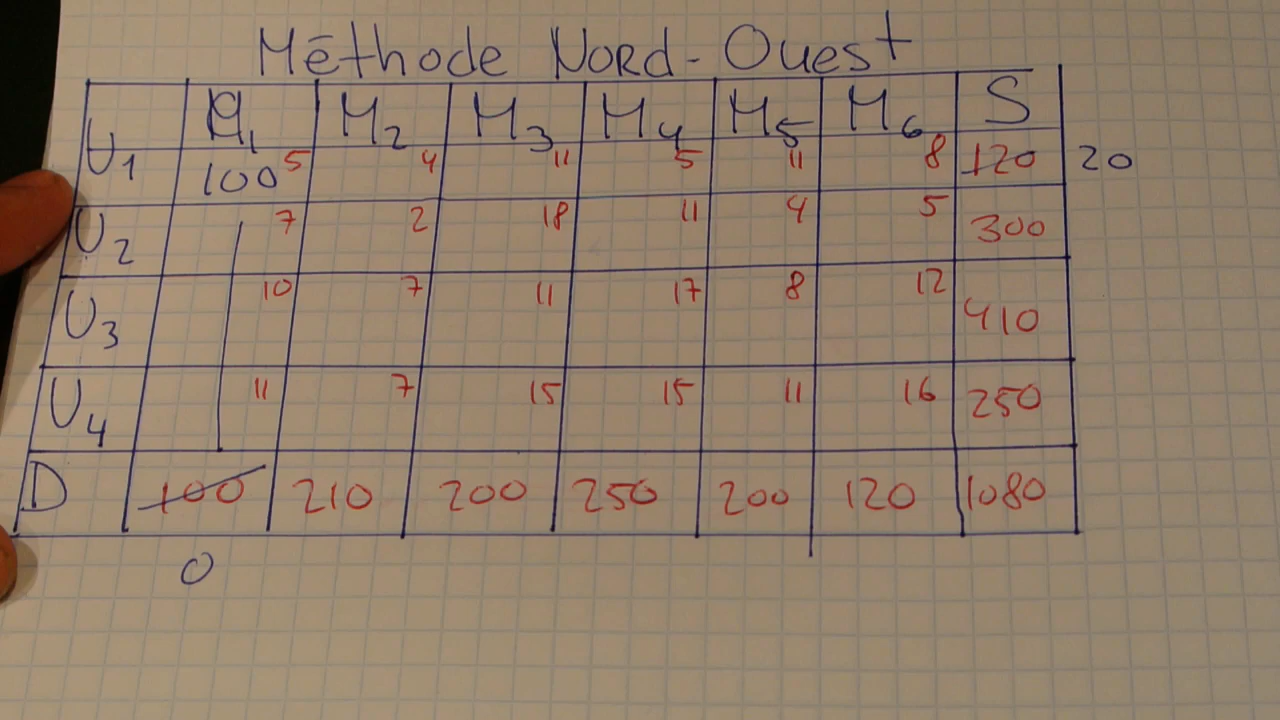 Méthode Nord-Ouest
M1 M2 M3 M4 M5 M6 S
U1 100 5 4 11 5 11 8 120 20
U2 7 2 18 11 4 5 300
U3 10 7 11 17 8 12 410
U4 11 7 15 15 11 16 250
D 100 210 200 250 200 120 1080
0